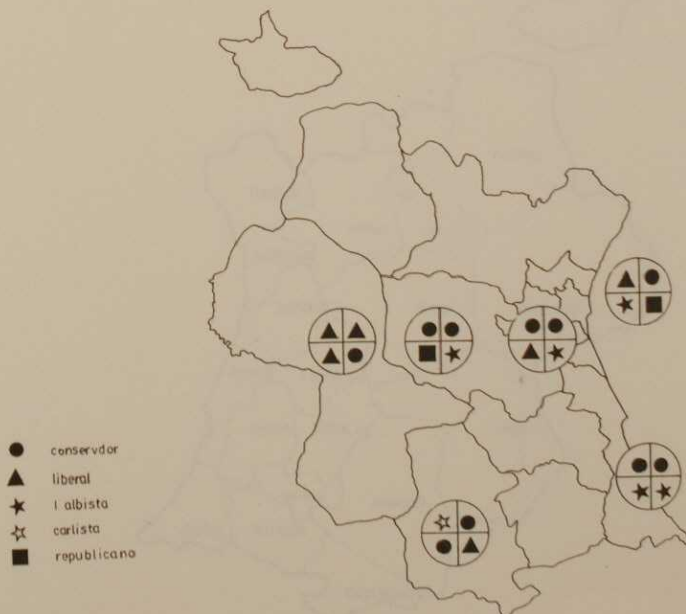 conservdor
liberal
l albista
carlista
republicano